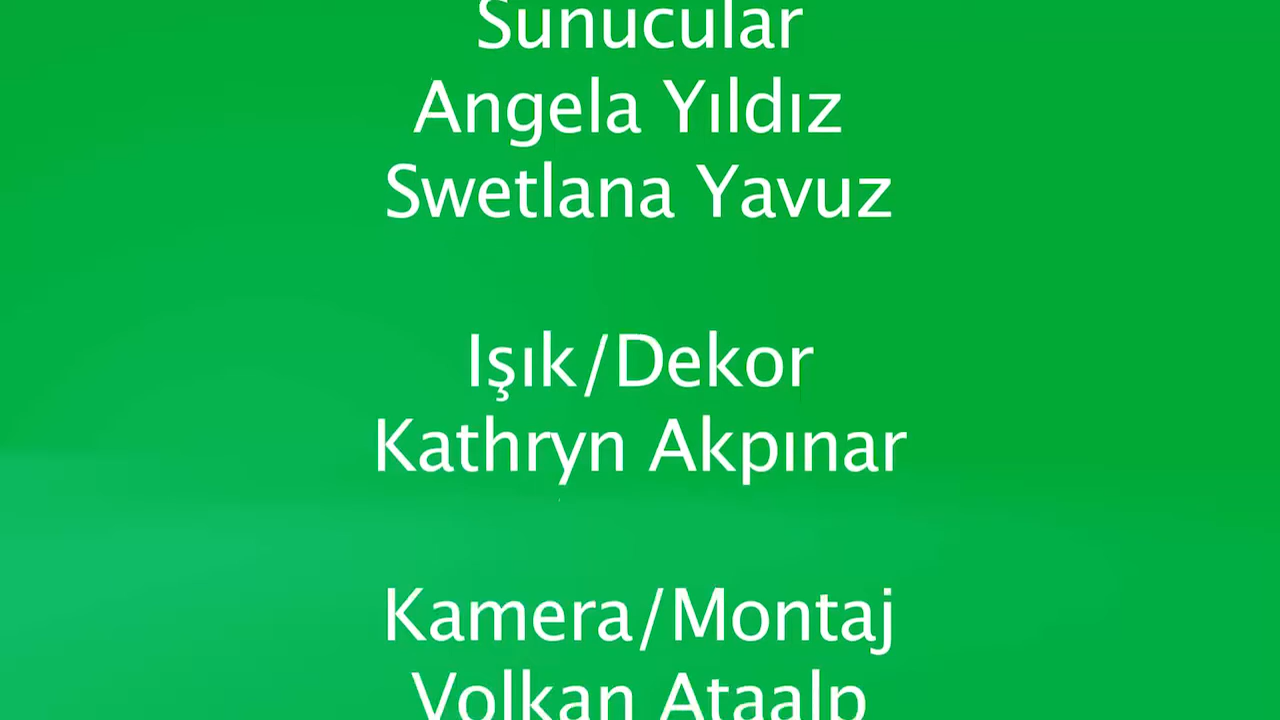 Sunucular
Angela Yıldız
Swetlana Yavuz
Işık/Dekor
Kathryn Akpınar
Kamera/Montaj
Volkan Ataalp